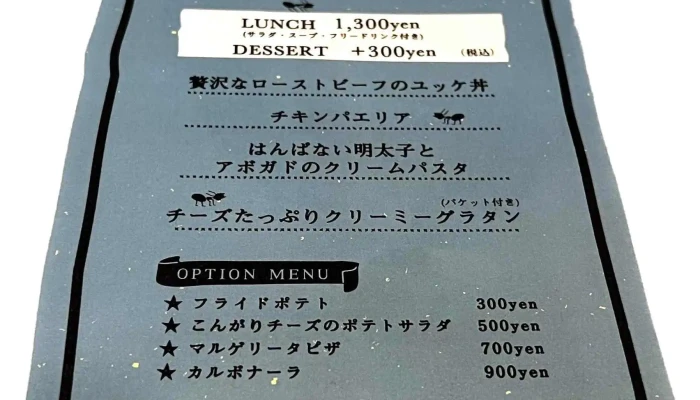 LUNCH 1,300yen
(サラダ・スープ・フリードリンク付き)
DESSERT +300yen (税込)
贅沢なローストビーフのユッケ丼
チキンパエリア
はんぱない明太子と
アボガドのクリームパスタ
(バケット付き)
チーズたっぷりクリーミーグラタン
OPTION MENU
★ フライドポテト 300yen
★ こんがりチーズのポテトサラダ 500yen
★ マルゲリータピザ 700yen
★ カルボナーラ 900yen